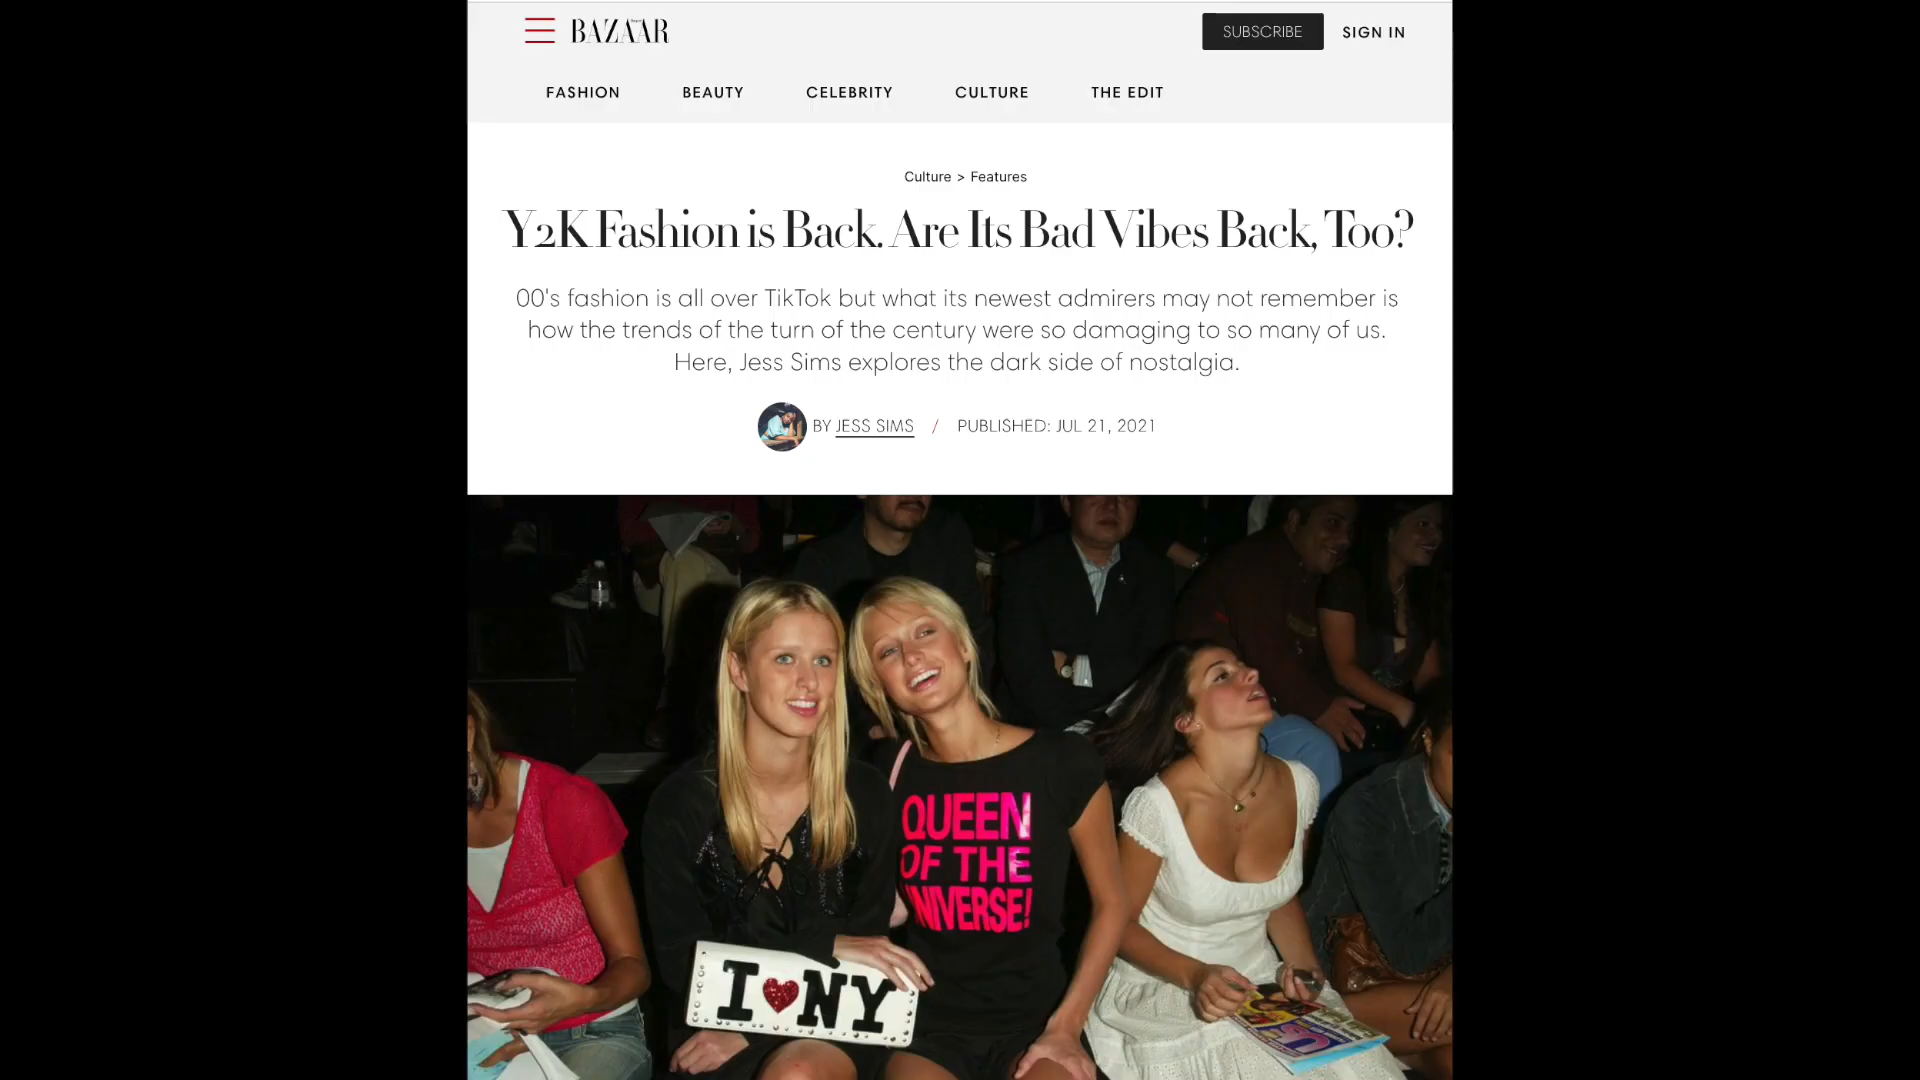 BAZAAR
SUBSCRIBE
SIGN IN
FASHION
BEAUTY
CELEBRITY
CULTURE
THE EDIT
Culture > Features
Y2K Fashion is Back. Are Its Bad Vibes Back, Too?
00's fashion is all over TikTok but what its newest admirers may not remember is
how the trends of the turn of the century were so damaging to so many of us.
Here, Jess Sims explores the dark side of nostalgia.
BY JESS SIMS / PUBLISHED: JUL 21, 2021
QUEEN
OF THE
UNIVERSE!
I ♥ NY